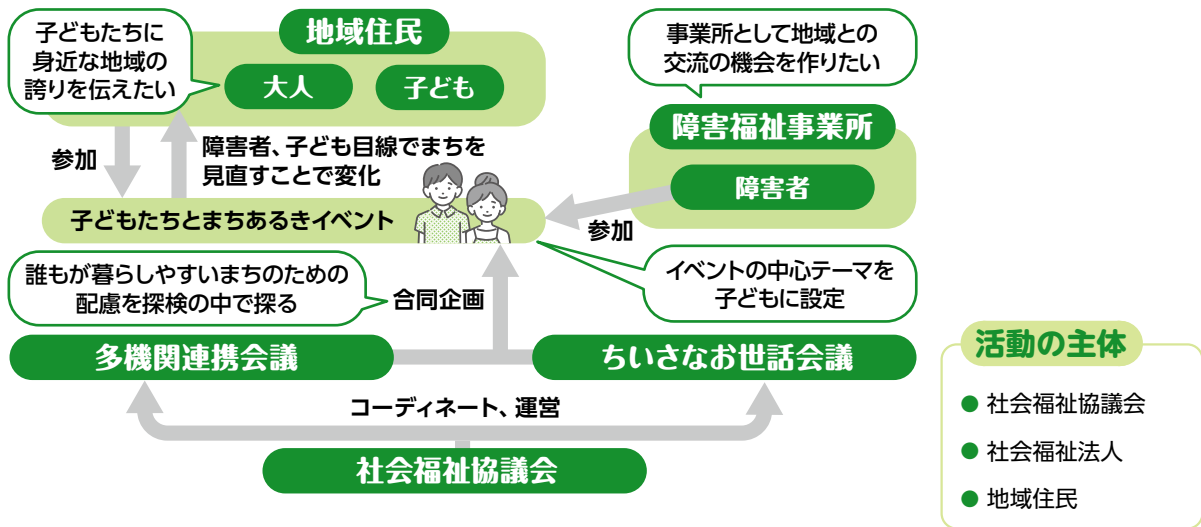 子どもたちに
身近な地域の
誇りを伝えたい
地域住民
大人
子ども
事業所として地域との
交流の機会を作りたい
障害福祉事業所
障害者
参加
障害者、子ども目線でまちを
見直すことで変化
子どもたちとまちあるきイベント
参加
誰もが暮らしやすいまちのための
配慮を探検の中で探る
合同企画
イベントの中心テーマを
子どもに設定
多機関連携会議
ちいさなお世話会議
コーディネート、運営
社会福祉協議会
活動の主体
● 社会福祉協議会
● 社会福祉法人
● 地域住民